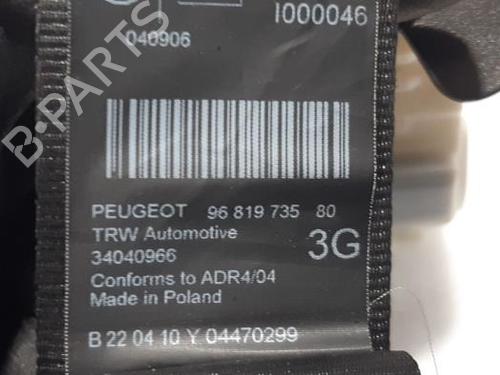 I000046
040906
B-PARTS
PEUGEOT 96 819 735 80
TRW Automotive
34040966
3G
Conforms to ADR4/04
Made in Poland
B 22 04 10 Y 04470299